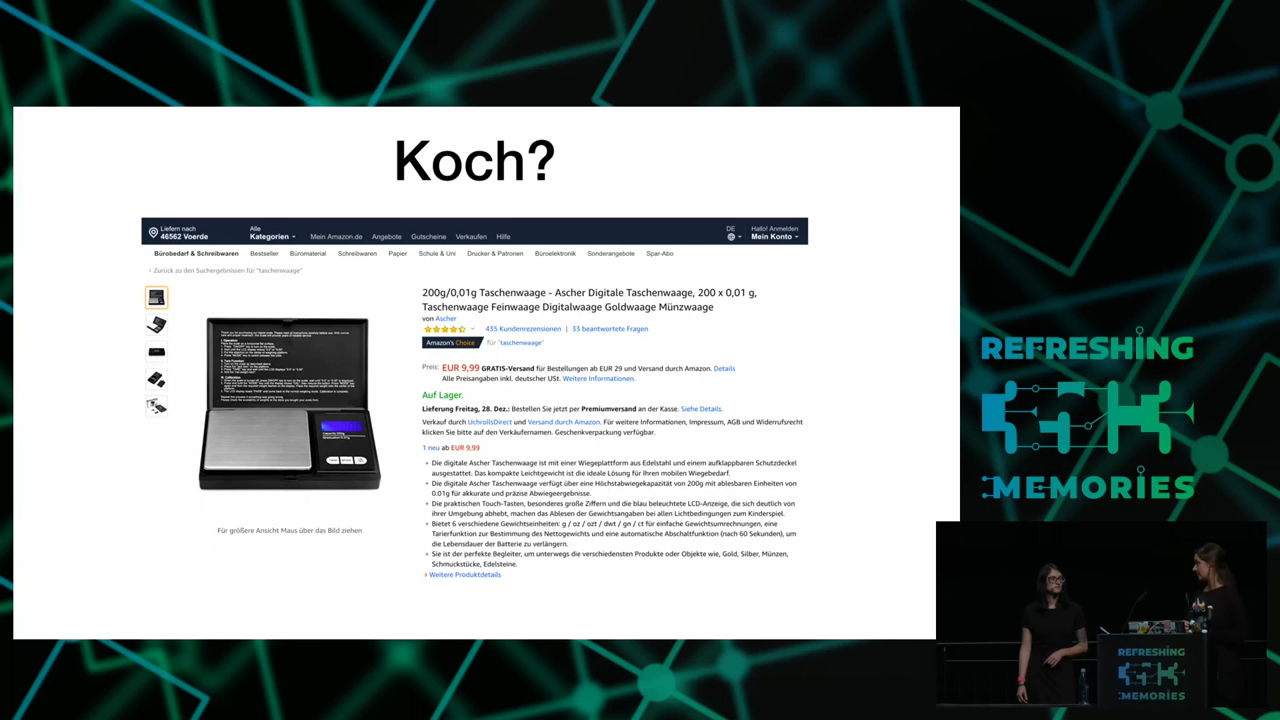 Koch?
Liefern nach
46562 Voerde
Alle
Kategorien
Mein Amazon.de Angebote Gutscheine Verkaufen Hilfe
DE
Hallo! Anmelden
Mein Konto
Bürobedarf & Schreibwaren Bestseller Büromaterial Schreibwaren Papier Schule & Uni Drucker & Patronen Büroelektronik Sonderangebote Spar-Abo
‹ Zurück zu den Suchergebnissen für "taschenwaage"
200g/0,01g Taschenwaage - Ascher Digitale Taschenwaage, 200 x 0,01 g,
Taschenwaage Feinwaage Digitalwaage Goldwaage Münzwaage
von Ascher
435 Kundenrezensionen | 33 beantwortete Fragen
Amazon's Choice für "taschenwaage"
Preis: EUR 9,99 GRATIS-Versand für Bestellungen ab EUR 29 und Versand durch Amazon. Details
Alle Preisangaben inkl. deutscher USt. Weitere Informationen.
Auf Lager.
Lieferung Freitag, 28. Dez.: Bestellen Sie jetzt per Premiumversand an der Kasse. Siehe Details.
Verkauf durch UchrollsDirect und Versand durch Amazon. Für weitere Informationen, Impressum, AGB und Widerrufsrecht
klicken Sie bitte auf den Verkäufernamen. Geschenkverpackung verfügbar.
1 neu ab EUR 9,99
• Die digitale Ascher Taschenwaage ist mit einer Wiegeplattform aus Edelstahl und einem aufklappbaren Schutzdeckel
ausgestattet. Das kompakte Leichtgewicht ist die ideale Lösung für Ihren mobilen Wiegebedarf.
• Die digitale Ascher Taschenwaage verfügt über eine Höchstabwiegekapazität von 200g mit ablesbaren Einheiten von
0.01g für akkurate und präzise Abwiegeergebnisse.
• Die praktischen Touch-Tasten, besonders große Ziffern und die blau beleuchtete LCD-Anzeige, die sich deutlich von
ihrer Umgebung abhebt, machen das Ablesen der Gewichtsangaben bei allen Lichtbedingungen zum Kinderspiel.
• Bietet 6 verschiedene Gewichtseinheiten: g / oz / ozt / dwt / gn / ct für einfache Gewichtsumrechnungen, eine
Tarierfunktion zur Bestimmung des Nettogewichts und eine automatische Abschaltfunktion (nach 60 Sekunden), um
die Lebensdauer der Batterie zu verlängern.
• Sie ist der perfekte Begleiter, um unterwegs die verschiedensten Produkte oder Objekte wie, Gold, Silber, Münzen,
Schmuckstücke, Edelsteine.
› Weitere Produktdetails
Für größere Ansicht Maus über das Bild ziehen
REFRESHING
MEMORIES
REFRESHING
MEMORIES